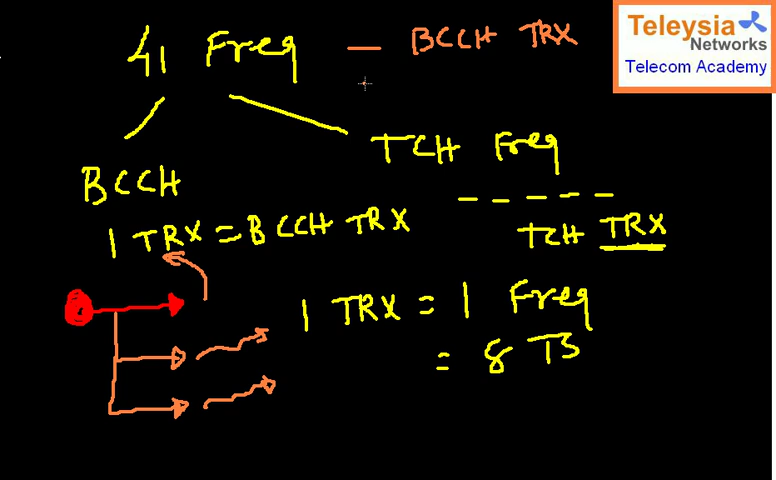 41 Freq — BCCH TRX
Teleysia
Networks
Telecom Academy
TCH Freq
BCCH
1 TRX = BCCH TRX
TCH TRX
1 TRX = 1 Freq
= 8 TS